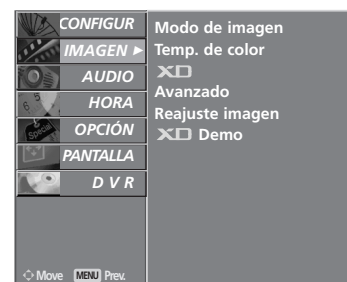 CONFIGUR
IMAGEN ►
AUDIO
HORA
OPCIÓN
PANTALLA
D V R
Modo de imagen
Temp. de color
XD
Avanzado
Reajuste imagen
XD Demo
Special
Move MENU Prev.